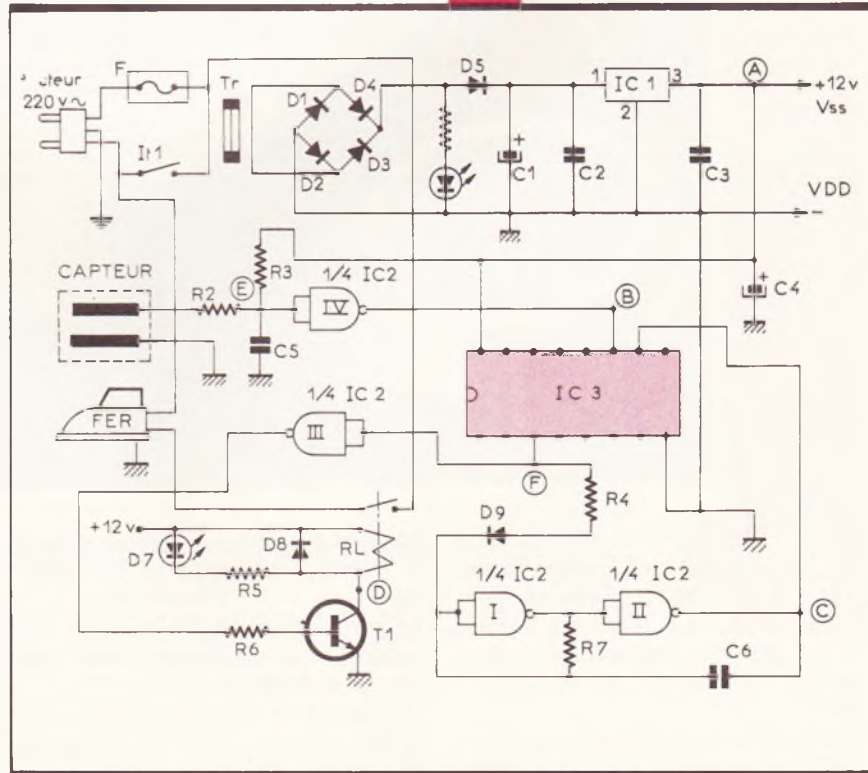 220 v~
F
It1
Tr
D1
D4
D2
D3
D5
C1
+
C2
1
IC 1
3
2
C3
A
+12v
Vss
VDD
-
CAPTEUR
R2
E
R3
1/4 IC2
IV
C5
B
+
C4
IC 3
FER
1/4 IC 2
III
F
R4
D9
+12 v
D7
D8
RL
R5
D
T1
R6
1/4 IC2
I
1/4 IC2
II
R7
C
C6